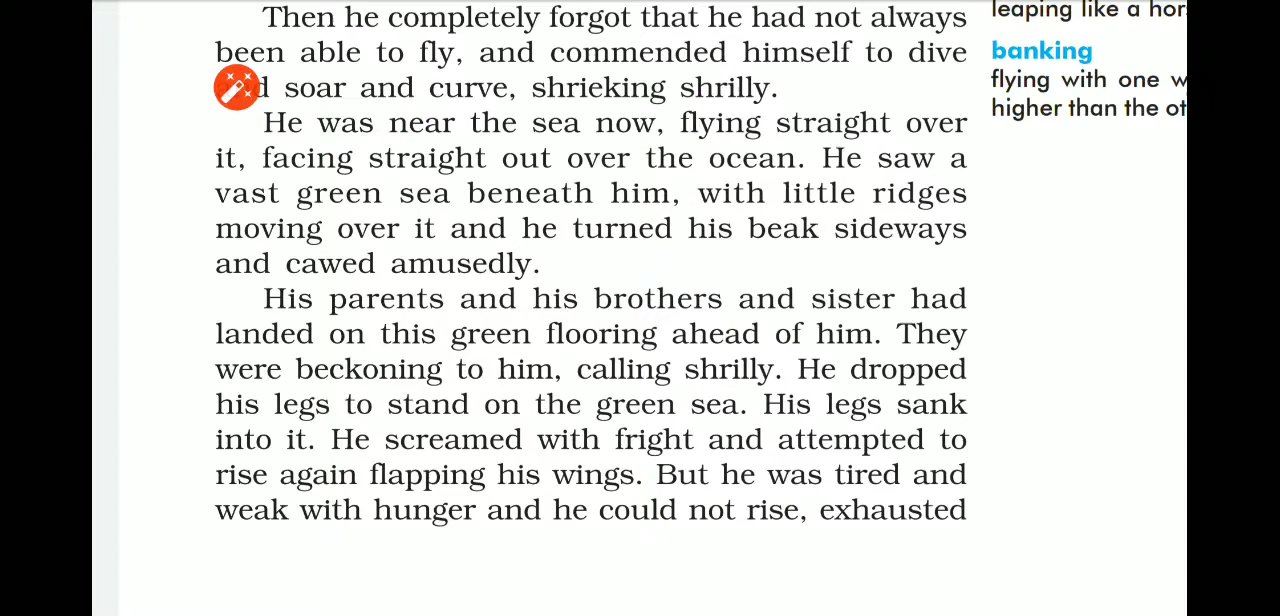 Then he completely forgot that he had not always
been able to fly, and commended himself to dive
soar and curve, shrieking shrilly.
He was near the sea now, flying straight over
it, facing straight out over the ocean. He saw a
vast green sea beneath him, with little ridges
moving over it and he turned his beak sideways
and cawed amusedly.
His parents and his brothers and sister had
landed on this green flooring ahead of him. They
were beckoning to him, calling shrilly. He dropped
his legs to stand on the green sea. His legs sank
into it. He screamed with fright and attempted to
rise again flapping his wings. But he was tired and
weak with hunger and he could not rise, exhausted
leaping like a hor
banking
flying with one w
higher than the ot